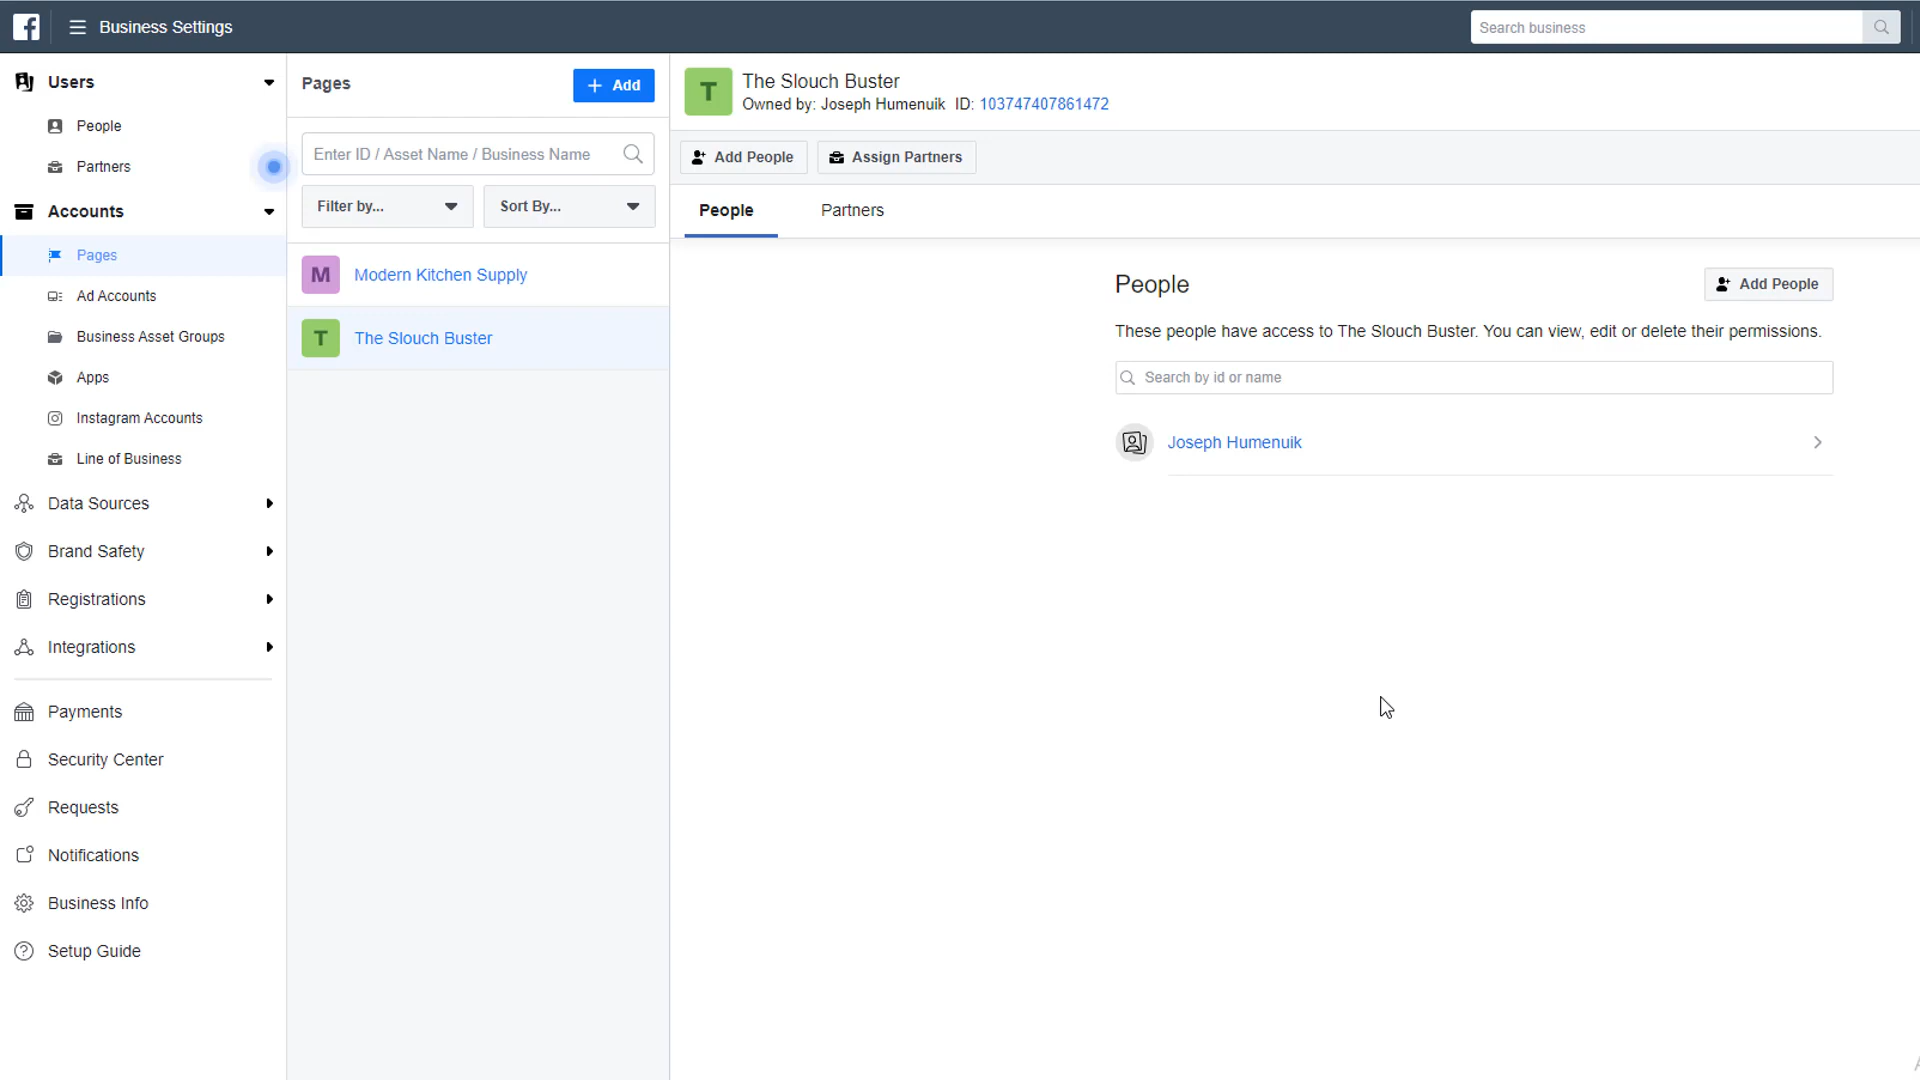 Business Settings
Search business
Users
People
Partners
Accounts
Pages
Ad Accounts
Business Asset Groups
Apps
Instagram Accounts
Line of Business
Data Sources
Brand Safety
Registrations
Integrations
Payments
Security Center
Requests
Notifications
Business Info
Setup Guide
Pages
+ Add
Enter ID / Asset Name / Business Name
Filter by...
Sort By...
M
Modern Kitchen Supply
T
The Slouch Buster
T
The Slouch Buster
Owned by: Joseph Humenuik ID: 103747407861472
Add People
Assign Partners
People
Partners
People
Add People
These people have access to The Slouch Buster. You can view, edit or delete their permissions.
Search by id or name
Joseph Humenuik